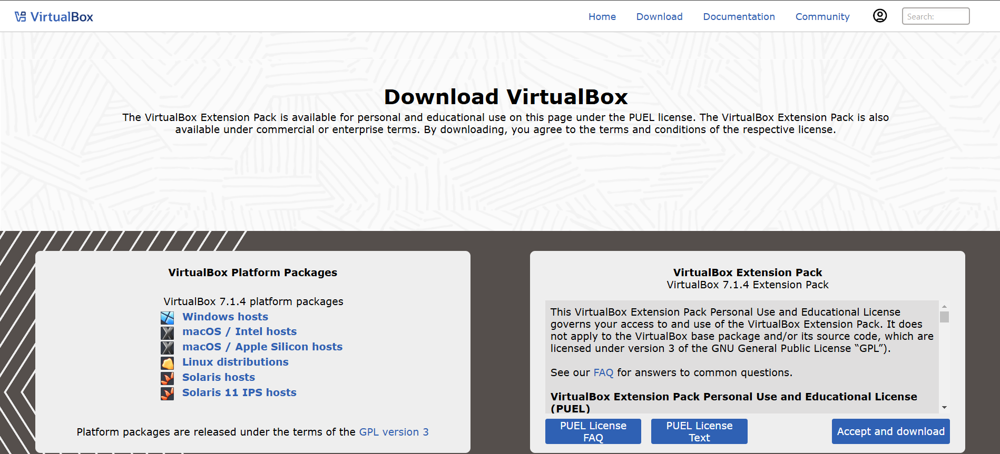 VirtualBox
Home
Download
Documentation
Community
Search:
Download VirtualBox
The VirtualBox Extension Pack is available for personal and educational use on this page under the PUEL license. The VirtualBox Extension Pack is also
available under commercial or enterprise terms. By downloading, you agree to the terms and conditions of the respective license.
VirtualBox Platform Packages
VirtualBox 7.1.4 platform packages
Windows hosts
macOS / Intel hosts
macOS / Apple Silicon hosts
Linux distributions
Solaris hosts
Solaris 11 IPS hosts
Platform packages are released under the terms of the GPL version 3
VirtualBox Extension Pack
VirtualBox 7.1.4 Extension Pack
This VirtualBox Extension Pack Personal Use and Educational License
governs your access to and use of the VirtualBox Extension Pack. It does
not apply to the VirtualBox base package and/or its source code, which are
licensed under version 3 of the GNU General Public License “GPL”).
See our FAQ for answers to common questions.
VirtualBox Extension Pack Personal Use and Educational License
(PUEL)
PUEL License
FAQ
PUEL License
Text
Accept and download